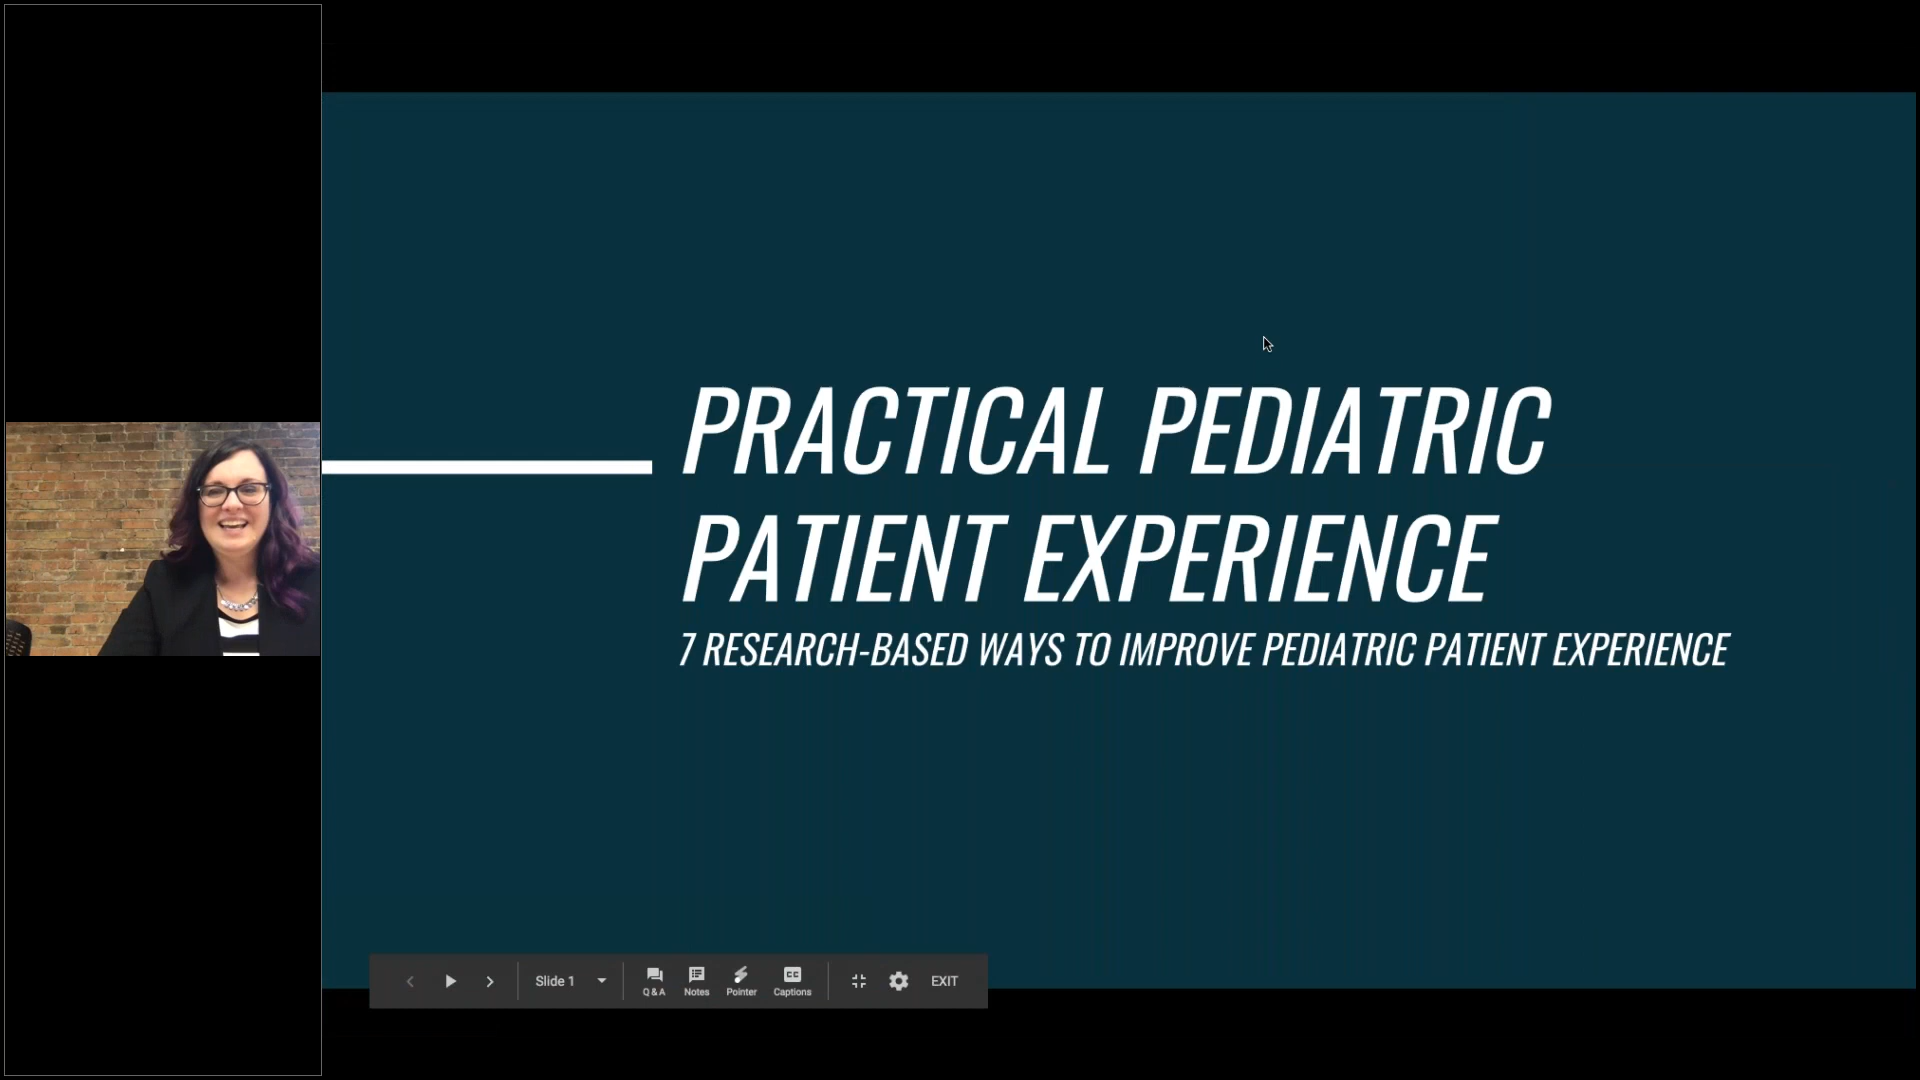 PRACTICAL PEDIATRIC
PATIENT EXPERIENCE
7 RESEARCH-BASED WAYS TO IMPROVE PEDIATRIC PATIENT EXPERIENCE
Slide 1
Q & A
Notes
Pointer
CC
Captions
EXIT